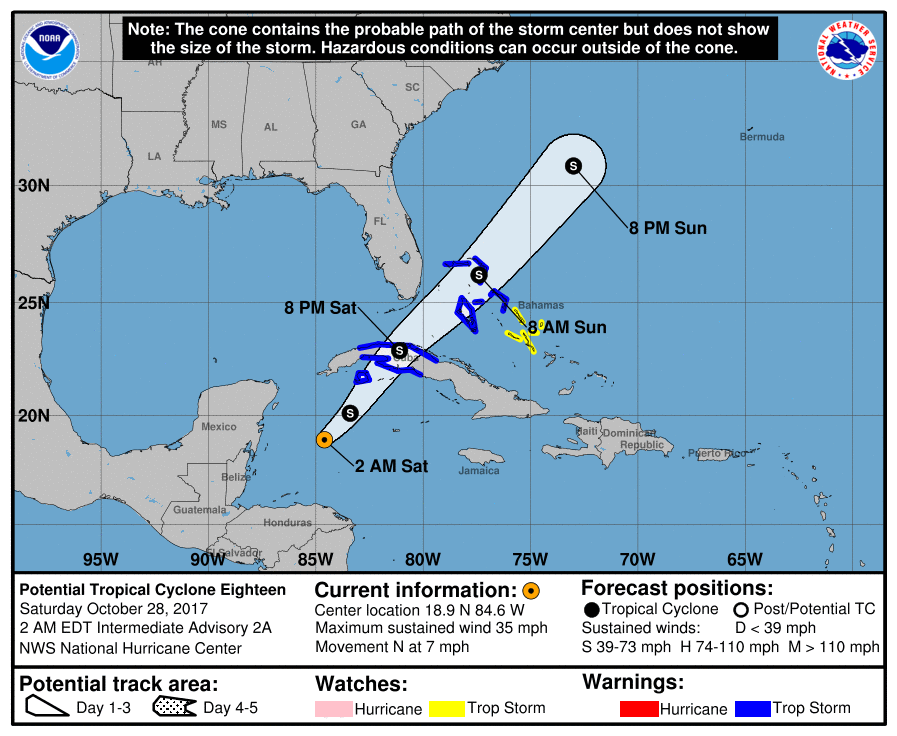 Note: The cone contains the probable path of the storm center but does not show
the size of the storm. Hazardous conditions can occur outside of the cone.
NOAA
NATIONAL WEATHER SERVICE
AR
SC
MS
AL
GA
LA
Bermuda
30N
FL
8 PM Sun
25N
8 PM Sat
Bahamas
8 AM Sun
S
S
S
S
Cuba
20N
Mexico
Haiti
Dominican
Republic
Puerto Rico
2 AM Sat
Jamaica
Belize
Guatemala
Honduras
El Salvador
95W 90W 85W 80W 75W 70W 65W
Potential Tropical Cyclone Eighteen
Saturday October 28, 2017
2 AM EDT Intermediate Advisory 2A
NWS National Hurricane Center
Current information:
Center location 18.9 N 84.6 W
Maximum sustained wind 35 mph
Movement N at 7 mph
Forecast positions:
Tropical Cyclone Post/Potential TC
Sustained winds: D < 39 mph
S 39-73 mph H 74-110 mph M > 110 mph
Potential track area:
Day 1-3 Day 4-5
Watches:
Hurricane Trop Storm
Warnings:
Hurricane Trop Storm